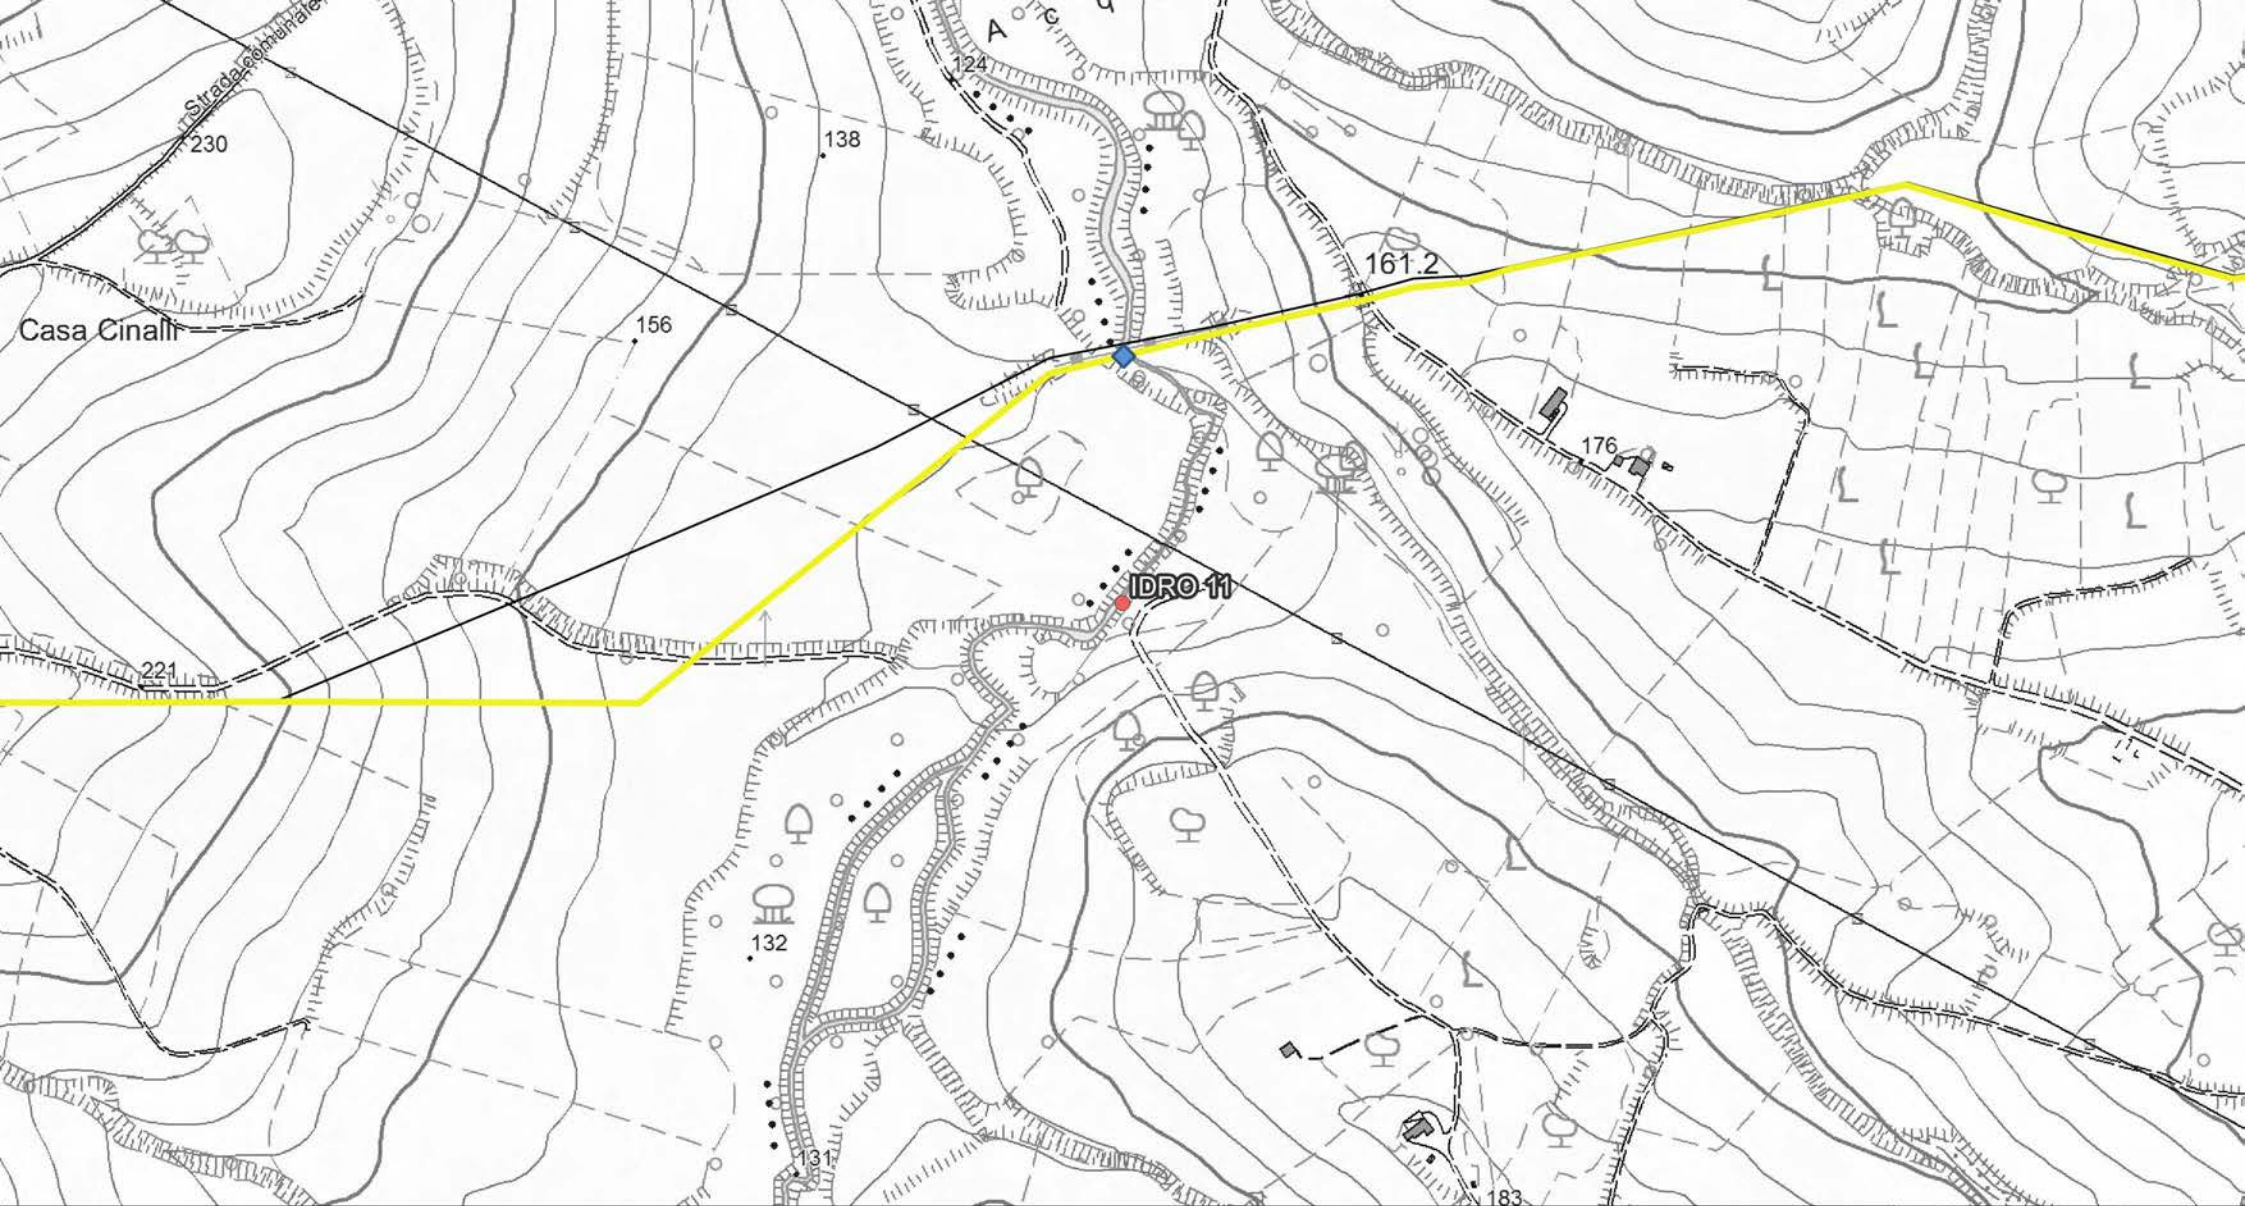 A c q
Strada comunale
124
138
230
161.2
Casa Cinalli
156
176
IDRO 11
221
132
131
183